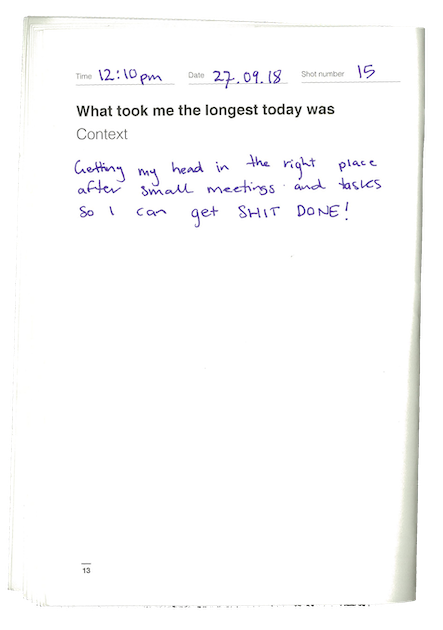 Time 12:10pm Date 27.09.18 Shot number 15
What took me the longest today was
Context
Getting my head in the right place
after small meetings and tasks
so I can get SHIT DONE!
13